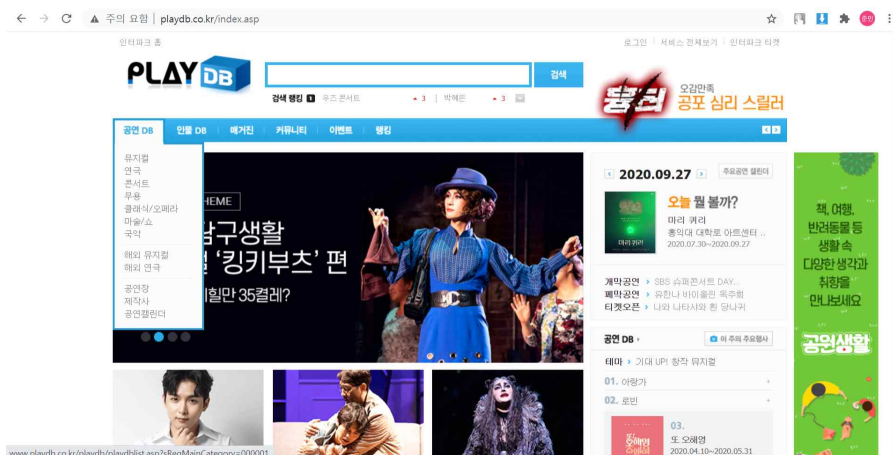 주의 요함 | playdb.co.kr/index.asp
인터파크 홈
로그인 | 서비스 전체보기 | 인터파크 티켓
PLAY DB
검색
검색 랭킹 우즈 콘서트 3 | 박혜든 3
오감만족
공포 심리 스릴러
공연 DB 인물 DB 매거진 커뮤니티 이벤트 랭킹
뮤지컬
연극
콘서트
무용
클래식/오페라
마술/쇼
국악
해외 뮤지컬
해외 연극
공연장
제작사
공연캘린더
HEME
구생활
'킹키부츠' 편
힐만 35켤레?
2020.09.27
주요공연 캘린더
오늘 뭘 볼까?
마리 퀴리
홍익대 대학로 아트센터 ..
2020.07.30~2020.09.27
마리 퀴리
개막공연 SBS 슈퍼콘서트 DAY...
폐막공연 유한나 바이올린 독주회
티켓오픈 나와 나타샤와 흰 당나귀
공연 DB
이 주의 주요행사
테마 기대 UP! 창작 뮤지컬
01. 아랑가
02. 로빈
03.
또 오해영
2020.04.10~2020.05.31
책, 여행,
반려동물 등
생활 속
다양한 생각과
취향을
만나보세요
공원생활
www.playdb.co.kr/playdb/playdblist.asp?sReqMainCategory=000001